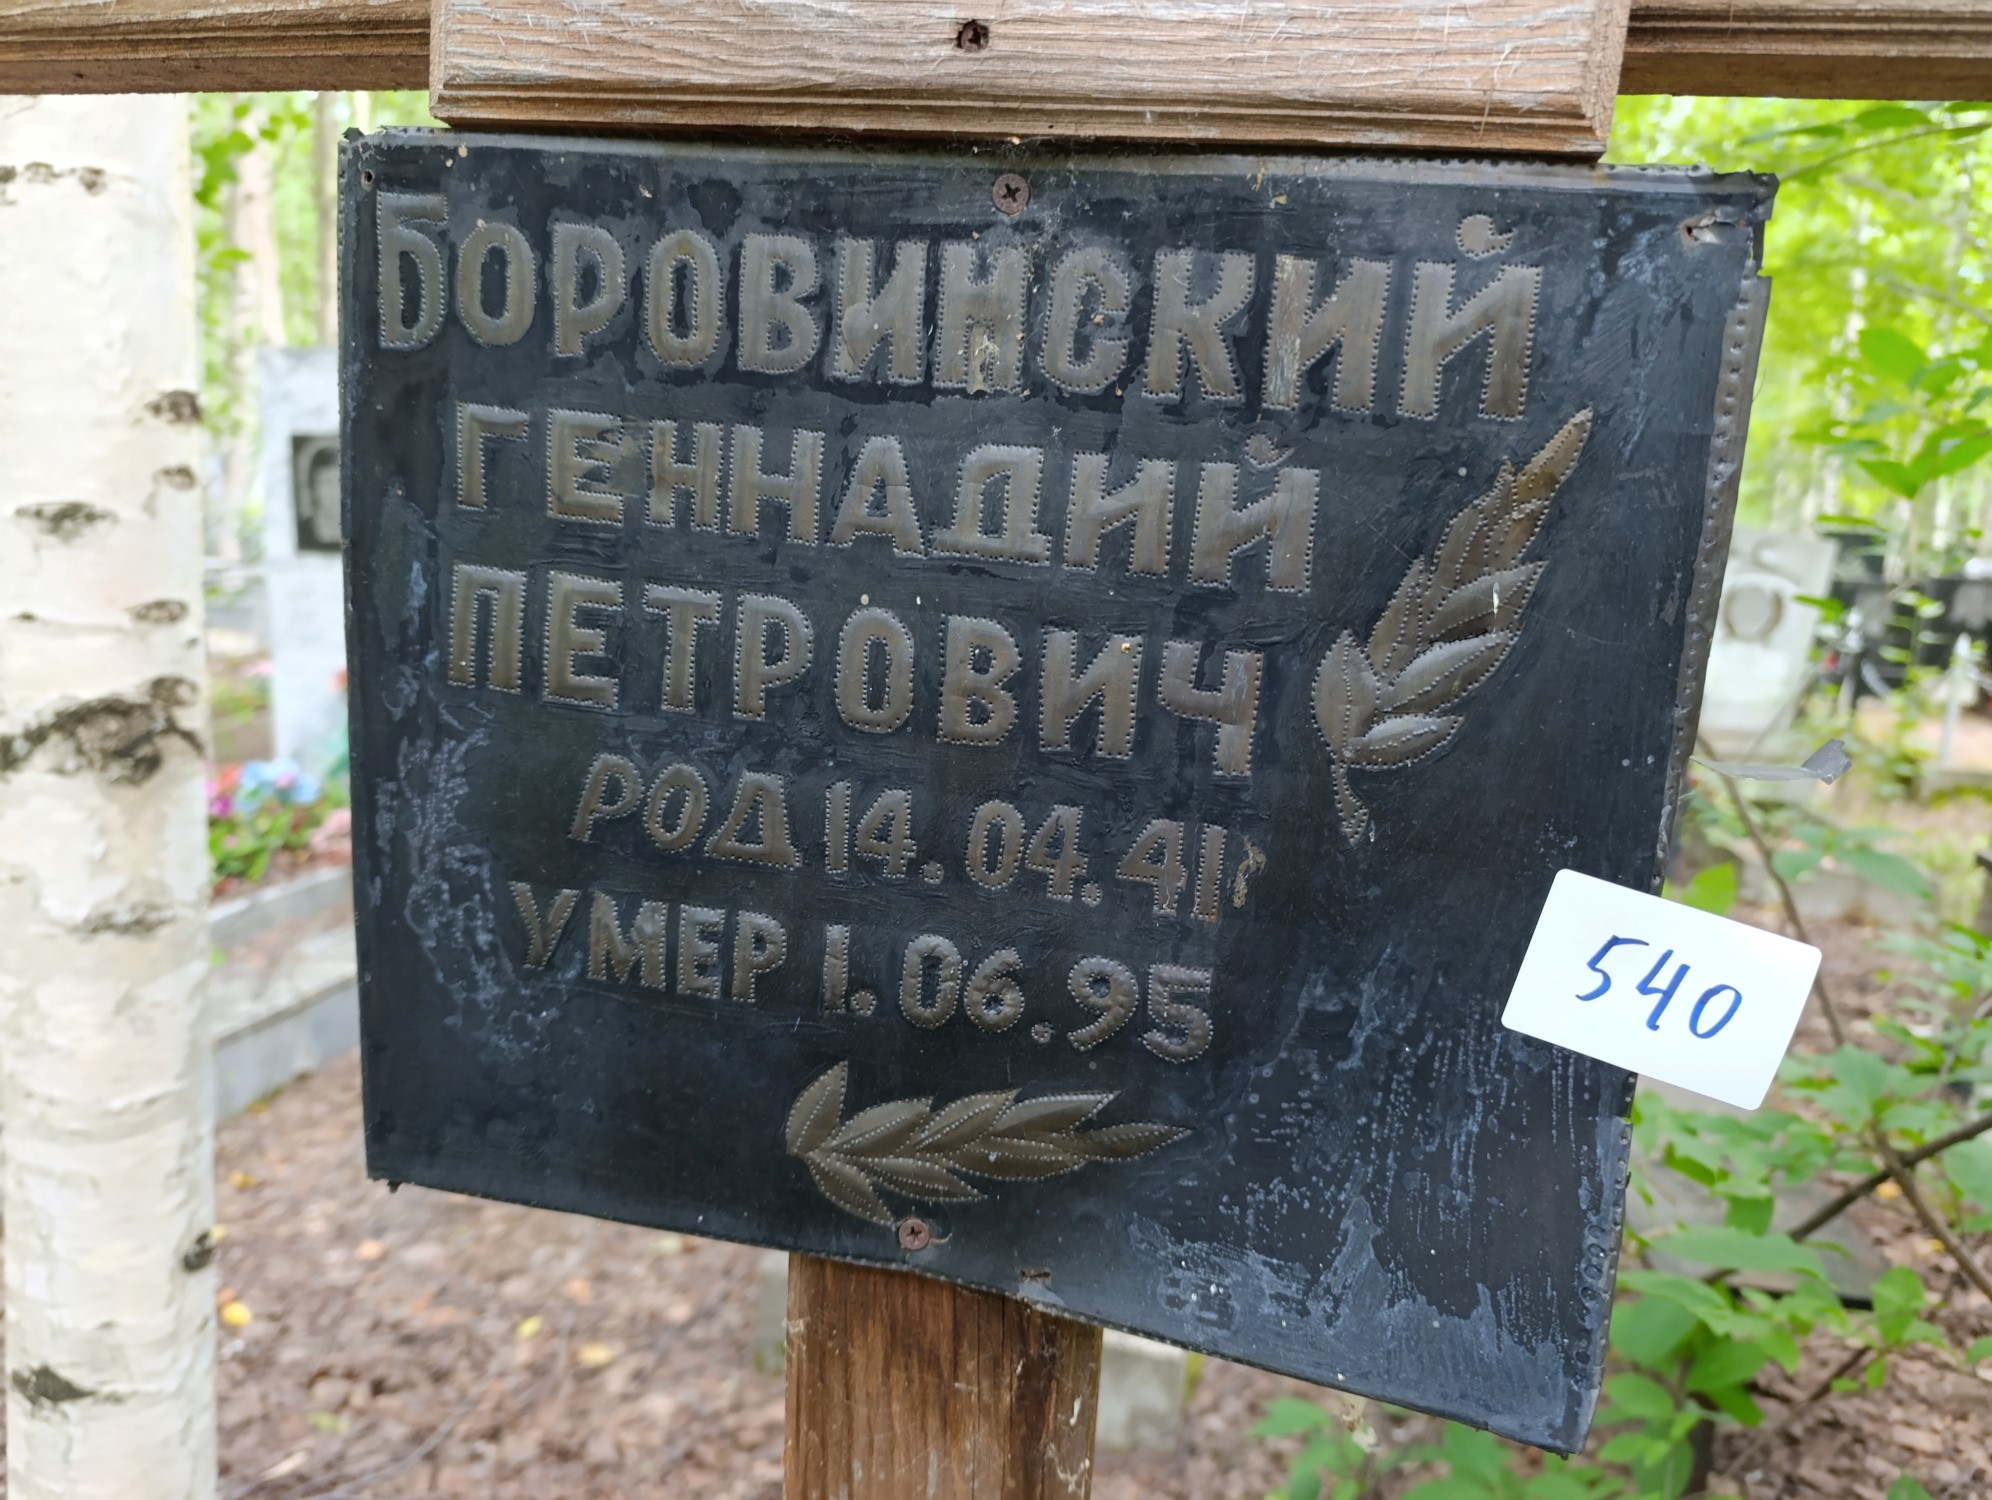 БОРОВИНСКИЙ
ГЕННАДИЙ
ПЕТРОВИЧ
РОД 14.04.41
УМЕР 1.06.95
540